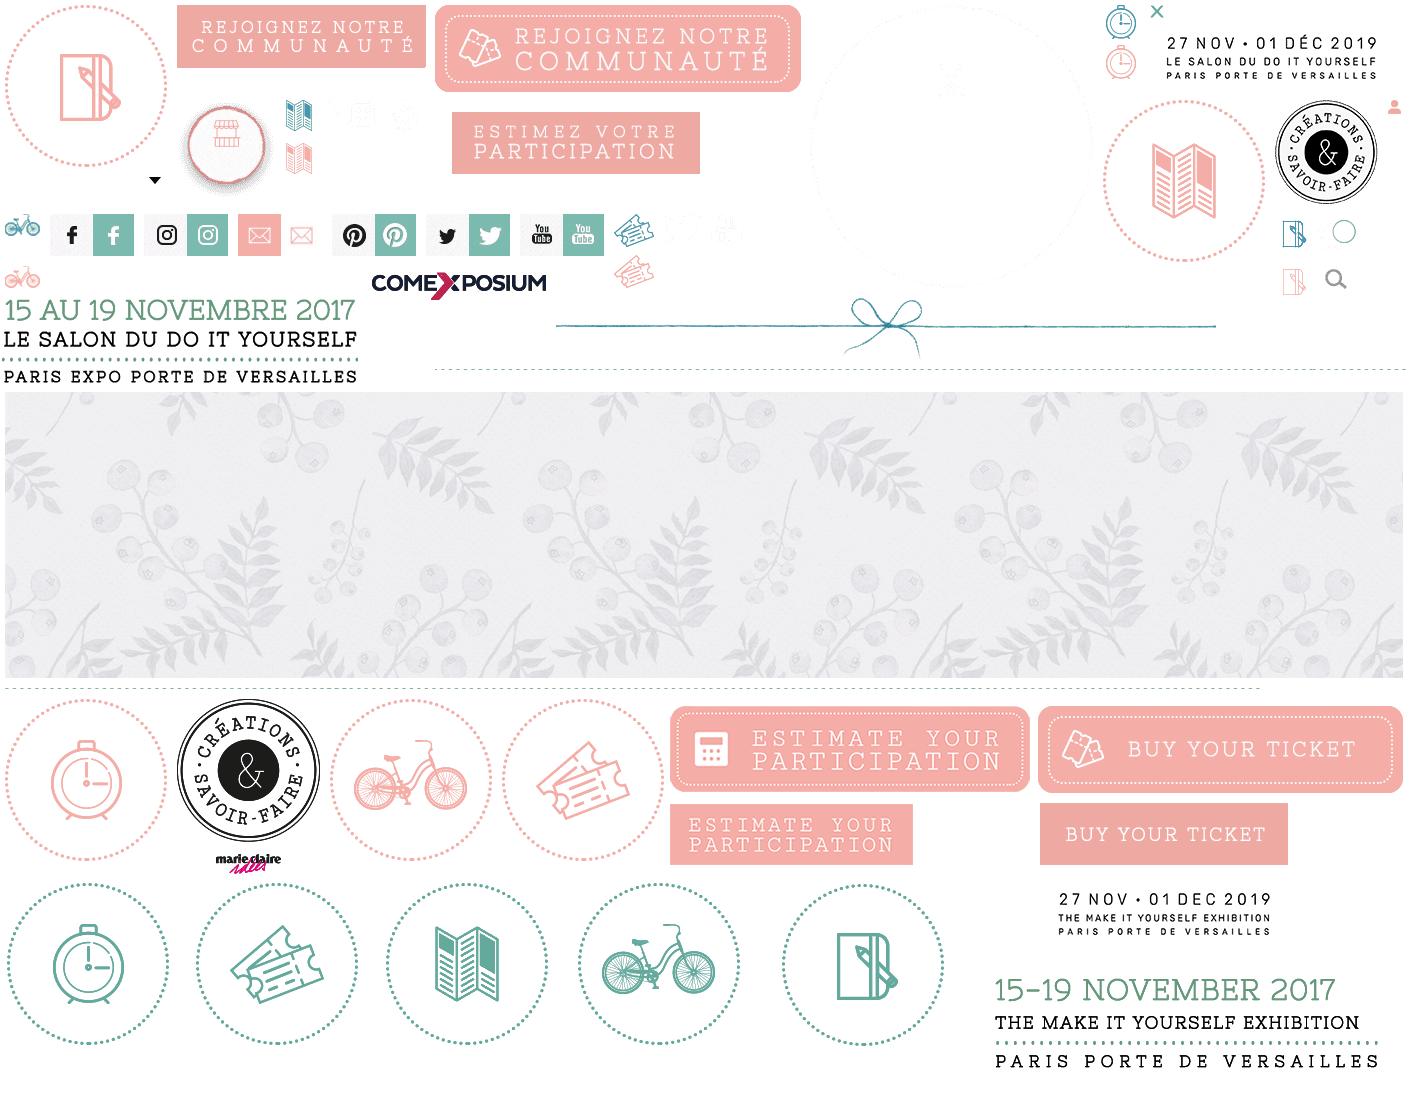 REJOIGNEZ NOTRE
COMMUNAUTÉ
REJOIGNEZ NOTRE
COMMUNAUTÉ
27 NOV • 01 DÉC 2019
LE SALON DU DO IT YOURSELF
PARIS PORTE DE VERSAILLES
ESTIMEZ VOTRE
PARTICIPATION
• CRÉATIONS •
&
SAVOIR-FAIRE
You
Tube
You
Tube
COMEXPOSIUM
15 AU 19 NOVEMBRE 2017
LE SALON DU DO IT YOURSELF
PARIS EXPO PORTE DE VERSAILLES
• CRÉATIONS •
&
SAVOIR-FAIRE
ESTIMATE YOUR
PARTICIPATION
BUY YOUR TICKET
ESTIMATE YOUR
PARTICIPATION
BUY YOUR TICKET
marie claire
idées
27 NOV • 01 DEC 2019
THE MAKE IT YOURSELF EXHIBITION
PARIS PORTE DE VERSAILLES
15-19 NOVEMBER 2017
THE MAKE IT YOURSELF EXHIBITION
PARIS PORTE DE VERSAILLES